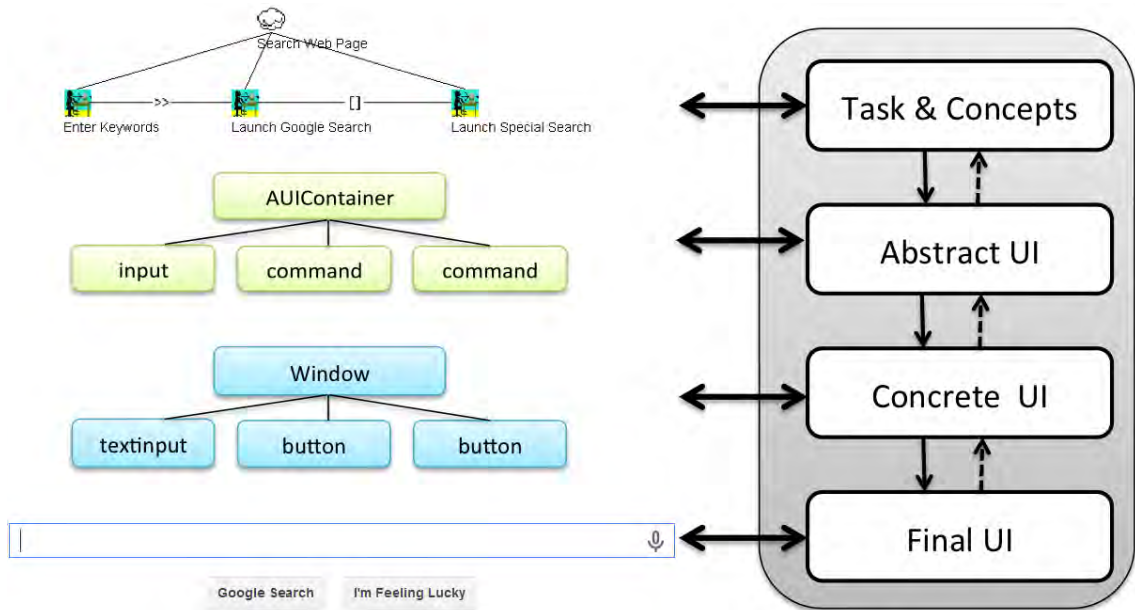 Search Web Page
>>
[]
Enter Keywords
Launch Google Search
Launch Special Search
AUIContainer
input
command
command
Window
textinput
button
button
Google Search
I'm Feeling Lucky
Task & Concepts
Abstract UI
Concrete UI
Final UI